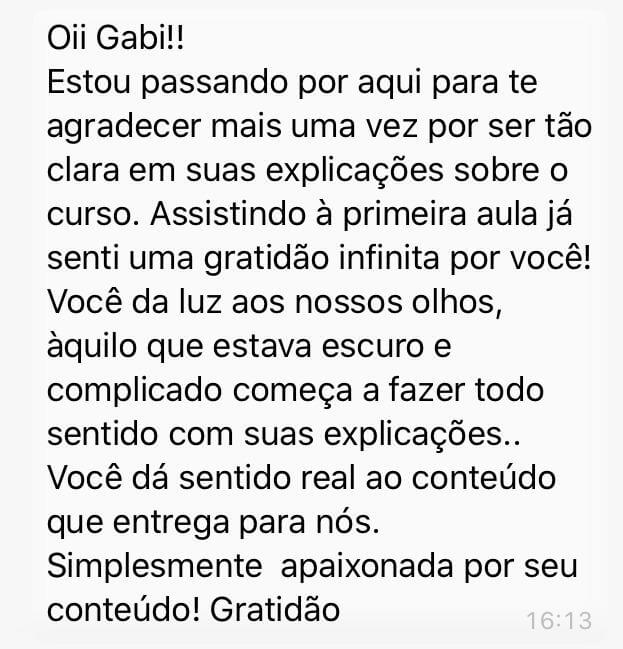 Oii Gabi!!
Estou passando por aqui para te
agradecer mais uma vez por ser tão
clara em suas explicações sobre o
curso. Assistindo à primeira aula já
senti uma gratidão infinita por você!
Você da luz aos nossos olhos,
àquilo que estava escuro e
complicado começa a fazer todo
sentido com suas explicações..
Você dá sentido real ao conteúdo
que entrega para nós.
Simplesmente  apaixonada por seu
conteúdo! Gratidão
16:13